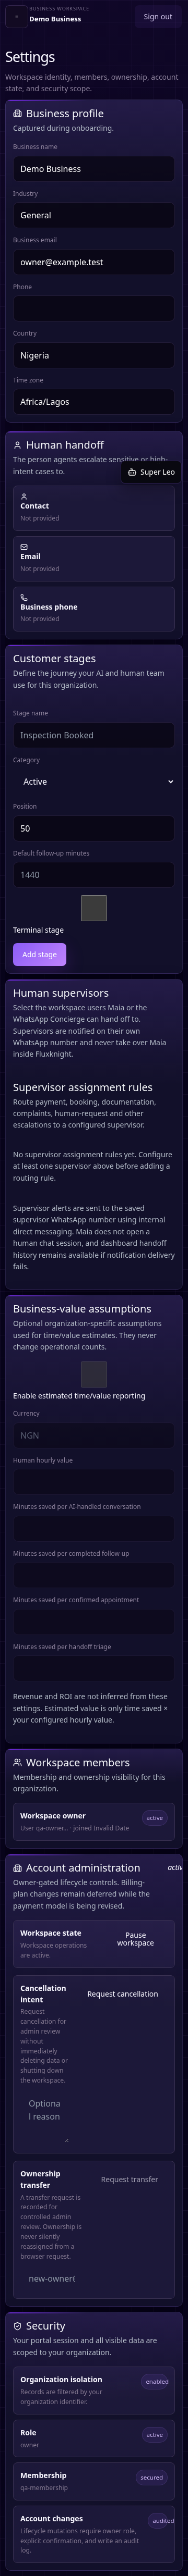 BUSINESS WORKSPACE
Demo Business
Sign out
Settings
Workspace identity, members, ownership, account
state, and security scope.
Business profile
Captured during onboarding.
Business name
Demo Business
Industry
General
Business email
owner@example.test
Phone
Country
Nigeria
Time zone
Africa/Lagos
Human handoff
The person agents escalate sensitive or high-
intent cases to.
Super Leo
Contact
Not provided
Email
Not provided
Business phone
Not provided
Customer stages
Define the journey your AI and human team
use for this organization.
Stage name
Inspection Booked
Category
Active
Position
50
Default follow-up minutes
1440
Terminal stage
Add stage
Human supervisors
Select the workspace users Maia or the
WhatsApp Concierge can hand off to.
Supervisors are notified on their own
WhatsApp number and never take over Maia
inside Fluxknight.
Supervisor assignment rules
Route payment, booking, documentation,
complaints, human-request and other
escalations to a configured supervisor.
No supervisor assignment rules yet. Configure
at least one supervisor above before adding a
routing rule.
Supervisor alerts are sent to the saved
supervisor WhatsApp number using internal
direct messaging. Maia does not open a
human chat session, and dashboard handoff
history remains available if notification delivery
fails.
Business-value assumptions
Optional organization-specific assumptions
used for time/value estimates. They never
change operational counts.
Enable estimated time/value reporting
Currency
NGN
Human hourly value
Minutes saved per AI-handled conversation
Minutes saved per completed follow-up
Minutes saved per confirmed appointment
Minutes saved per handoff triage
Revenue and ROI are not inferred from these
settings. Estimated value is only time saved ×
your configured hourly value.
Workspace members
Membership and ownership visibility for this
organization.
Workspace owner
User qa-owner... · joined Invalid Date
active
Account administration
activ
Owner-gated lifecycle controls. Billing-
plan changes remain deferred while the
payment model is being revised.
Workspace state
Workspace operations
are active.
Pause
workspace
Cancellation
intent
Request
cancellation for
admin review
without
immediately
deleting data or
shutting down
the workspace.
Request cancellation
Optiona
l reason
Ownership
transfer
A transfer request is
recorded for
controlled admin
review. Ownership is
never silently
reassigned from a
browser request.
Request transfer
new-owner
Security
Your portal session and all visible data are
scoped to your organization.
Organization isolation
Records are filtered by your
organization identifier.
enabled
Role
owner
active
Membership
qa-membership
secured
Account changes
Lifecycle mutations require owner role,
explicit confirmation, and write an audit
log.
audited